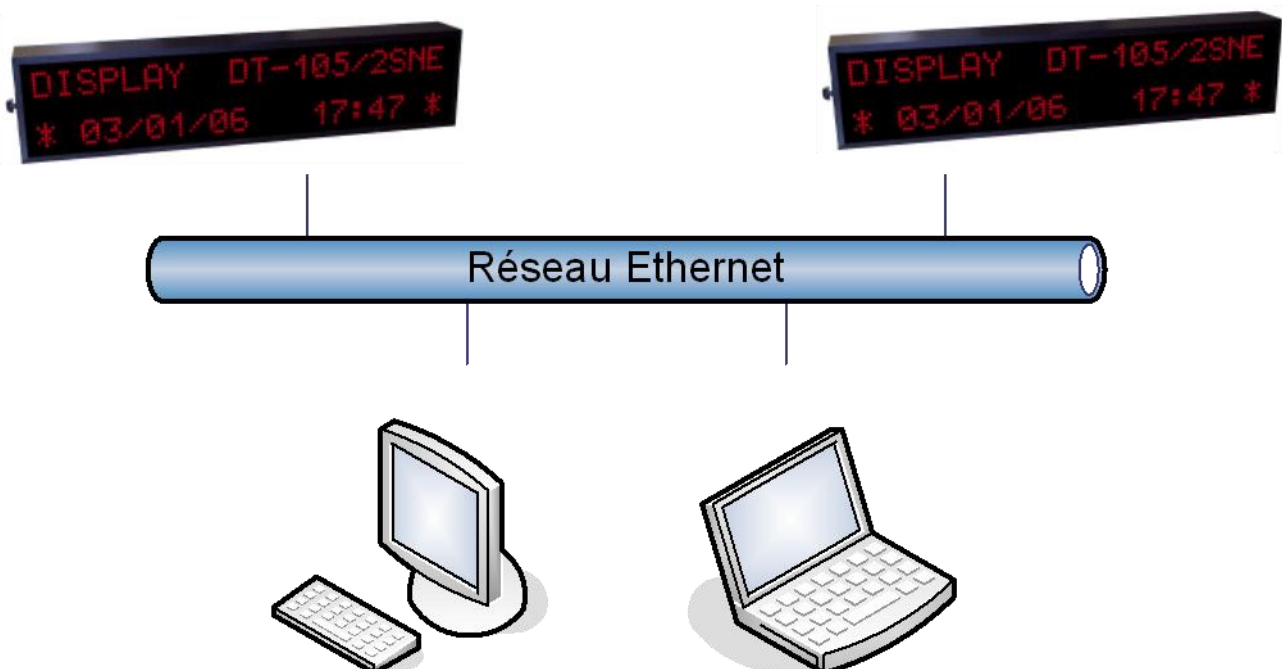 DISPLAY DT-105/2SNE
* 03/01/06 17:47 *
DISPLAY DT-105/2SNE
* 03/01/06 17:47 *
Réseau Ethernet